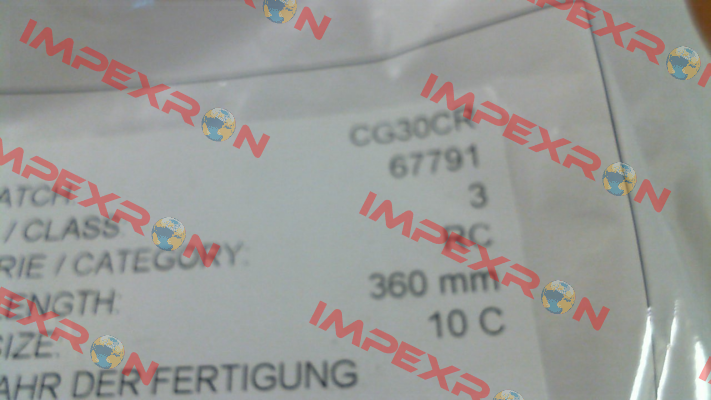 CG30CR
67791
ATCH 3
/ CLASS RC
RIE / CATEGORY:
LENGTH: 360 mm
SIZE: 10 C
AHR DER FERTIGUNG
IMPEXRON
IMPEXRON
IMPEXRON
IMPEXRON
IMPEXRON
IMPEXRON
IMPEXRON